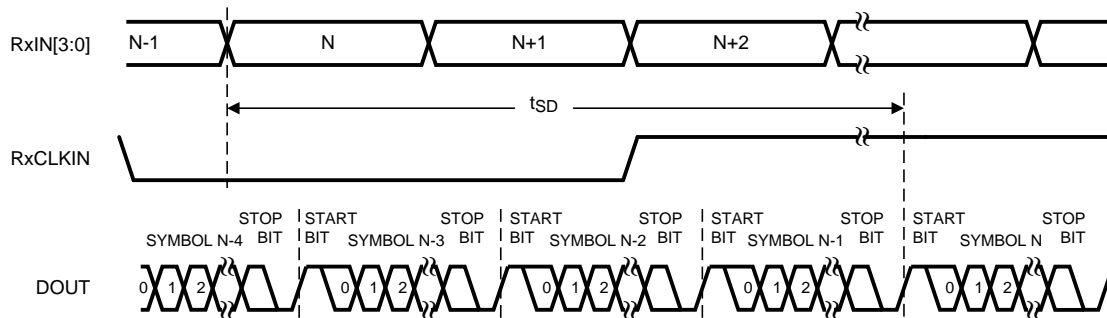 RxIN[3:0] N-1 N N+1 N+2
tSD
RxCLKIN
STOP START STOP START STOP START STOP START STOP
SYMBOL N-4 BIT BIT SYMBOL N-3 BIT BIT SYMBOL N-2 BIT BIT SYMBOL N-1 BIT BIT SYMBOL N BIT
DOUT 0 1 2 0 1 2 0 1 2 0 1 2 0 1 2